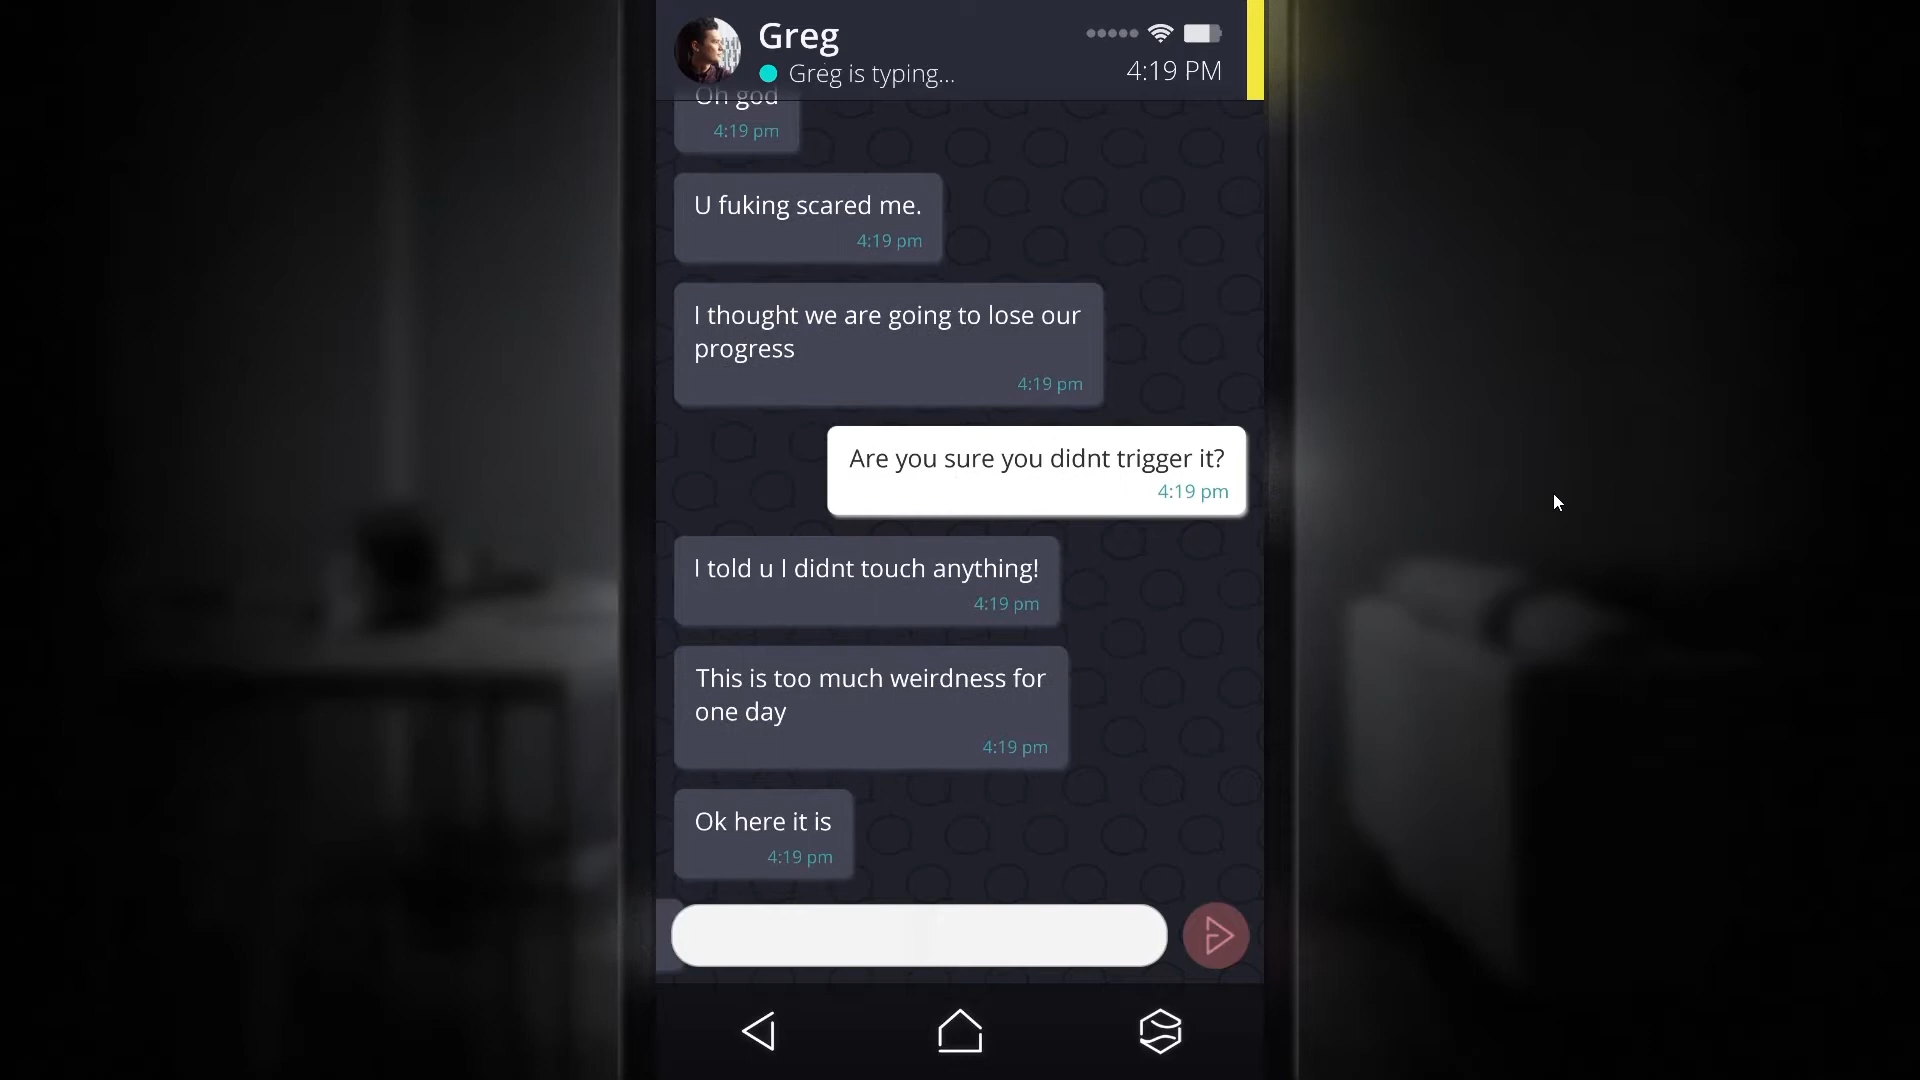 Greg
Greg is typing...
4:19 PM
Oh god
4:19 pm
U fuking scared me.
4:19 pm
I thought we are going to lose our
progress
4:19 pm
Are you sure you didnt trigger it?
4:19 pm
I told u I didnt touch anything!
4:19 pm
This is too much weirdness for
one day
4:19 pm
Ok here it is
4:19 pm